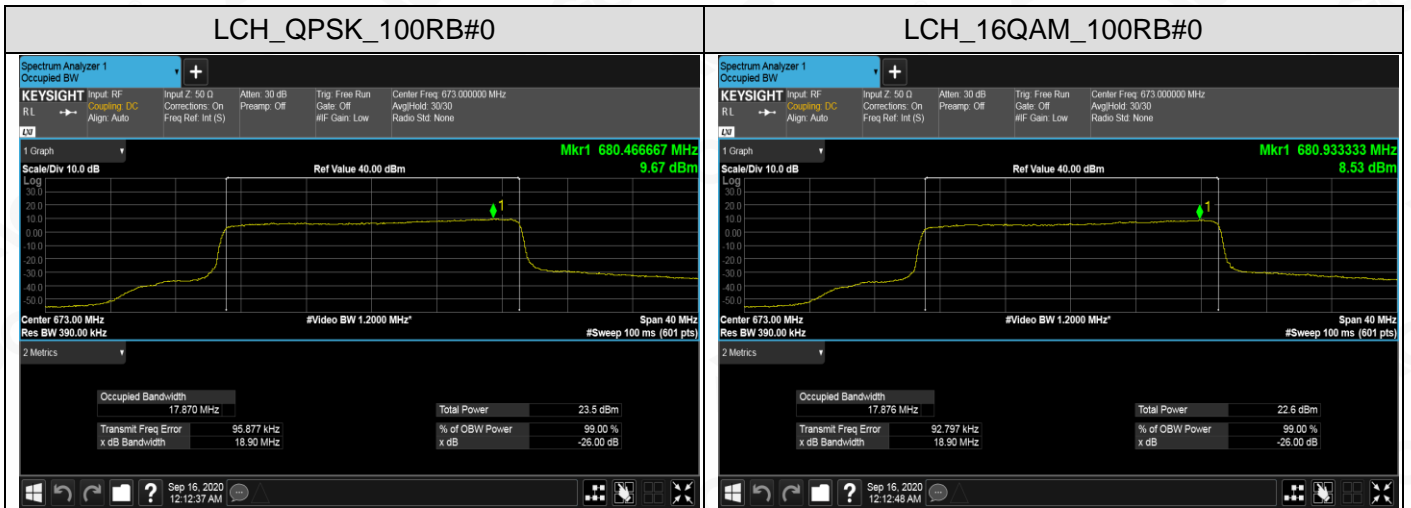 LCH_QPSK_100RB#0
Spectrum Analyzer 1
Occupied BW
+
KEYSIGHT
RL
LXI
Input: RF
Coupling: DC
Align: Auto
Input Z: 50 Ω
Corrections: On
Freq Ref: Int (S)
Atten: 30 dB
Preamp: Off
Trig: Free Run
Gate: Off
#IF Gain: Low
Center Freq: 673.000000 MHz
Avg|Hold: 30/30
Radio Std: None
1 Graph
Mkr1 680.466667 MHz
Scale/Div 10.0 dB
Ref Value 40.00 dBm
9.67 dBm
Log
30.0
20.0
10.0
0.00
-10.0
-20.0
-30.0
-40.0
-50.0
1
Center 673.00 MHz
#Video BW 1.2000 MHz*
Span 40 MHz
Res BW 390.00 kHz
#Sweep 100 ms (601 pts)
2 Metrics
Occupied Bandwidth
17.870 MHz
Total Power 23.5 dBm
Transmit Freq Error 95.877 kHz
% of OBW Power 99.00 %
x dB Bandwidth 18.90 MHz
x dB -26.00 dB
?
Sep 16, 2020
12:12:37 AM
LCH_16QAM_100RB#0
Spectrum Analyzer 1
Occupied BW
+
KEYSIGHT
RL
LXI
Input: RF
Coupling: DC
Align: Auto
Input Z: 50 Ω
Corrections: On
Freq Ref: Int (S)
Atten: 30 dB
Preamp: Off
Trig: Free Run
Gate: Off
#IF Gain: Low
Center Freq: 673.000000 MHz
Avg|Hold: 30/30
Radio Std: None
1 Graph
Mkr1 680.933333 MHz
Scale/Div 10.0 dB
Ref Value 40.00 dBm
8.53 dBm
Log
30.0
20.0
10.0
0.00
-10.0
-20.0
-30.0
-40.0
-50.0
1
Center 673.00 MHz
#Video BW 1.2000 MHz*
Span 40 MHz
Res BW 390.00 kHz
#Sweep 100 ms (601 pts)
2 Metrics
Occupied Bandwidth
17.876 MHz
Total Power 22.6 dBm
Transmit Freq Error 92.797 kHz
% of OBW Power 99.00 %
x dB Bandwidth 18.90 MHz
x dB -26.00 dB
?
Sep 16, 2020
12:12:48 AM